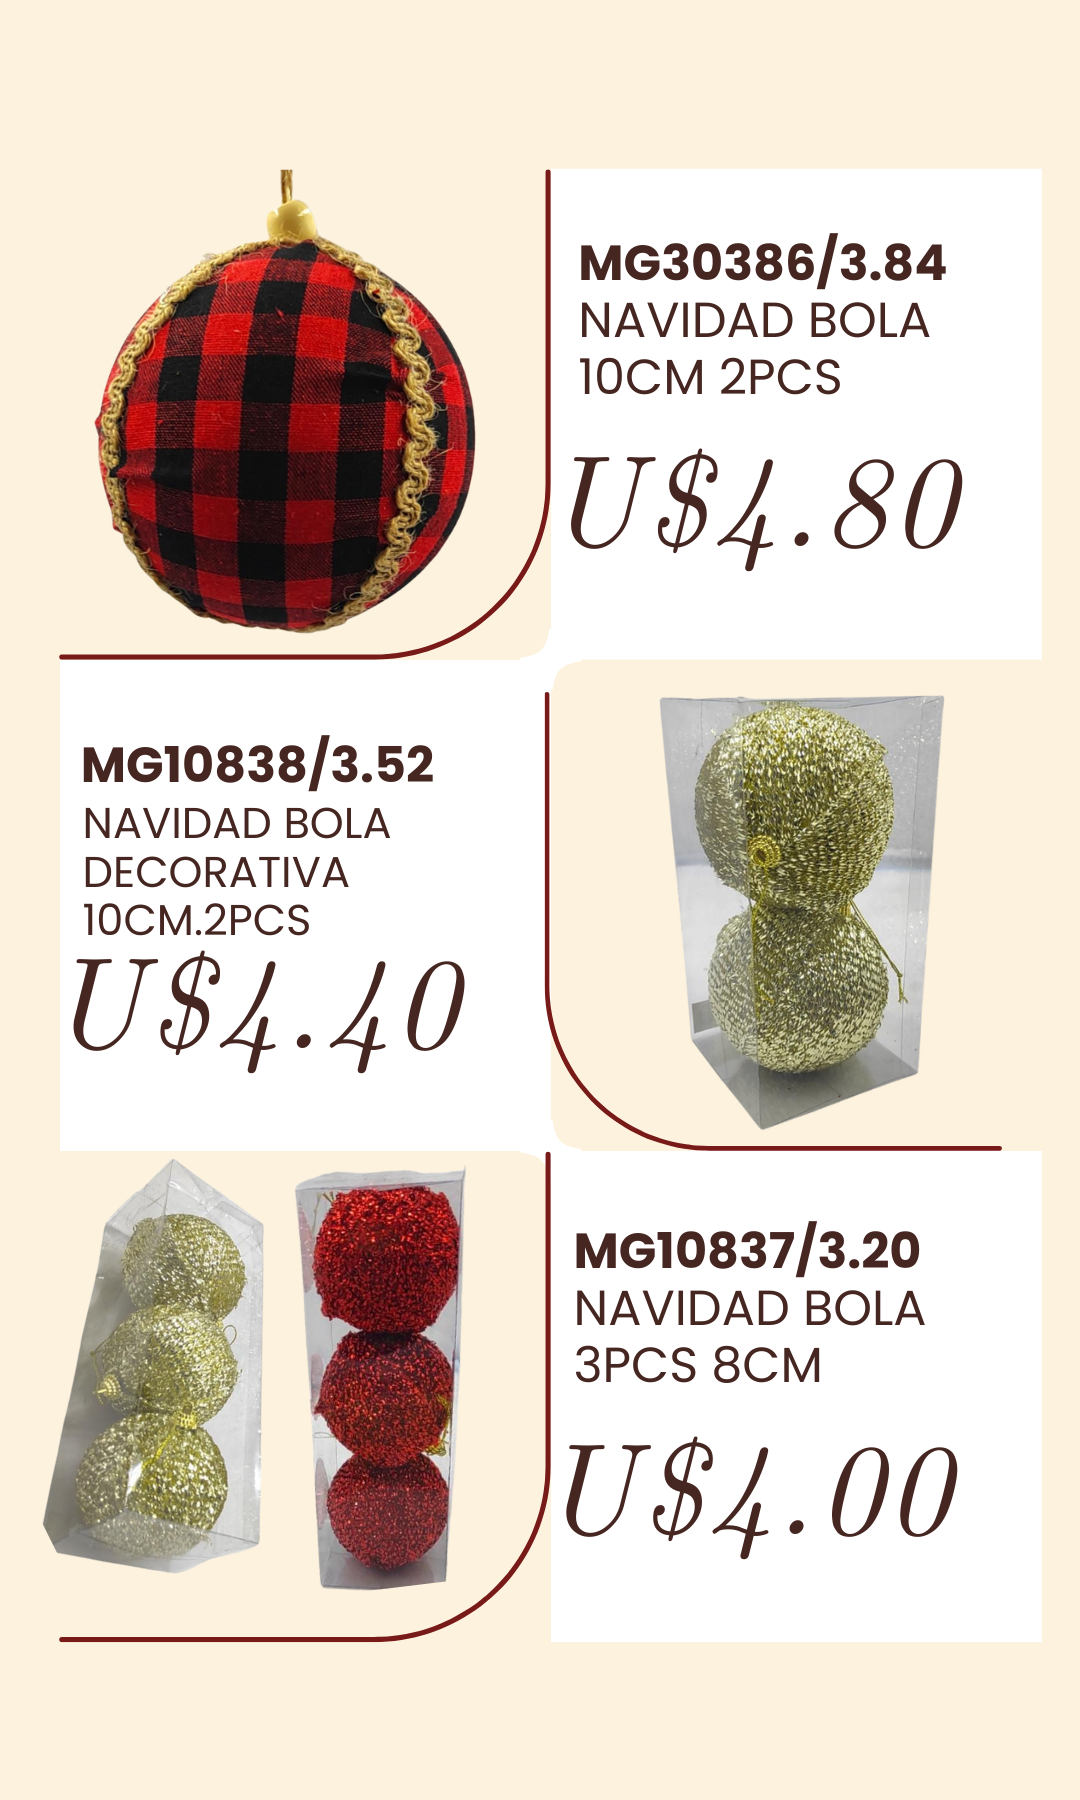 MG30386/3.84
NAVIDAD BOLA
10CM 2PCS
U$4.80
MG10838/3.52
NAVIDAD BOLA
DECORATIVA
10CM.2PCS
U$4.40
MG10837/3.20
NAVIDAD BOLA
3PCS 8CM
U$4.00